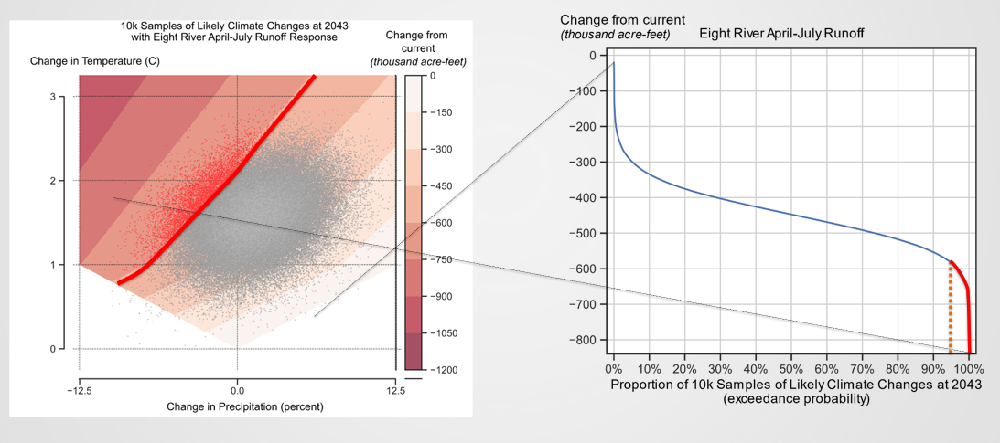 10k Samples of Likely Climate Changes at 2043
with Eight River April-July Runoff Response
Change from
current
(thousand acre-feet)
Change in Temperature (C)
3
2
1
0
−12.5
0.0
12.5
Change in Precipitation (percent)
0
−150
−300
−450
−600
−750
−900
−1050
−1200
Change from current
(thousand acre-feet)
Eight River April-July Runoff
0
−100
−200
−300
−400
−500
−600
−700
−800
0% 10% 20% 30% 40% 50% 60% 70% 80% 90% 100%
Proportion of 10k Samples of Likely Climate Changes at 2043
(exceedance probability)